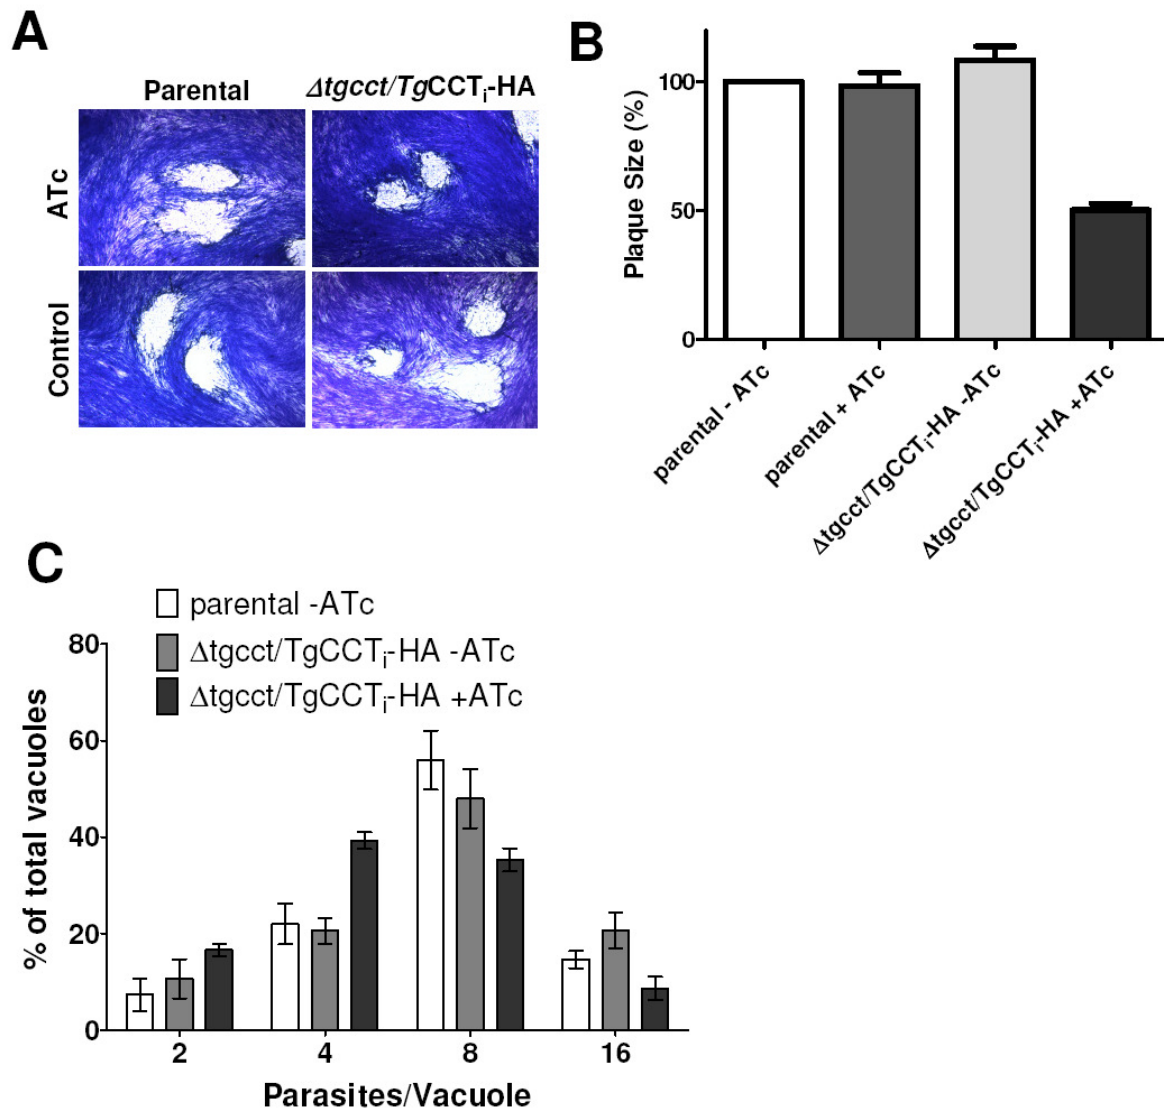 A
Parental
Δtgcct/TgCCTi-HA
ATc
Control
B
Plaque Size (%)
100
50
0
parental - ATc
parental + ATc
Δtgcct/TgCCTi-HA -ATc
Δtgcct/TgCCTi-HA +ATc
C
parental -ATc
Δtgcct/TgCCTi-HA -ATc
Δtgcct/TgCCTi-HA +ATc
% of total vacuoles
80
60
40
20
0
2 4 8 16
Parasites/Vacuole